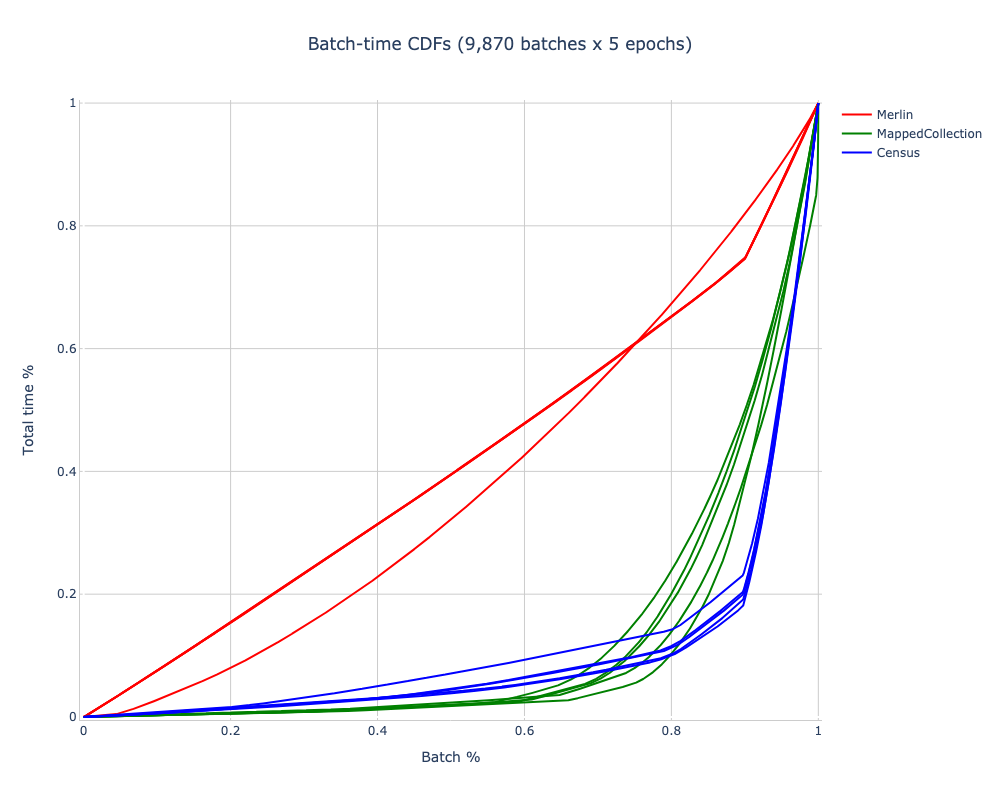 Batch-time CDFs (9,870 batches x 5 epochs)
Merlin
MappedCollection
Census
Total time %
1
0.8
0.6
0.4
0.2
0
0 0.2 0.4 0.6 0.8 1
Batch %